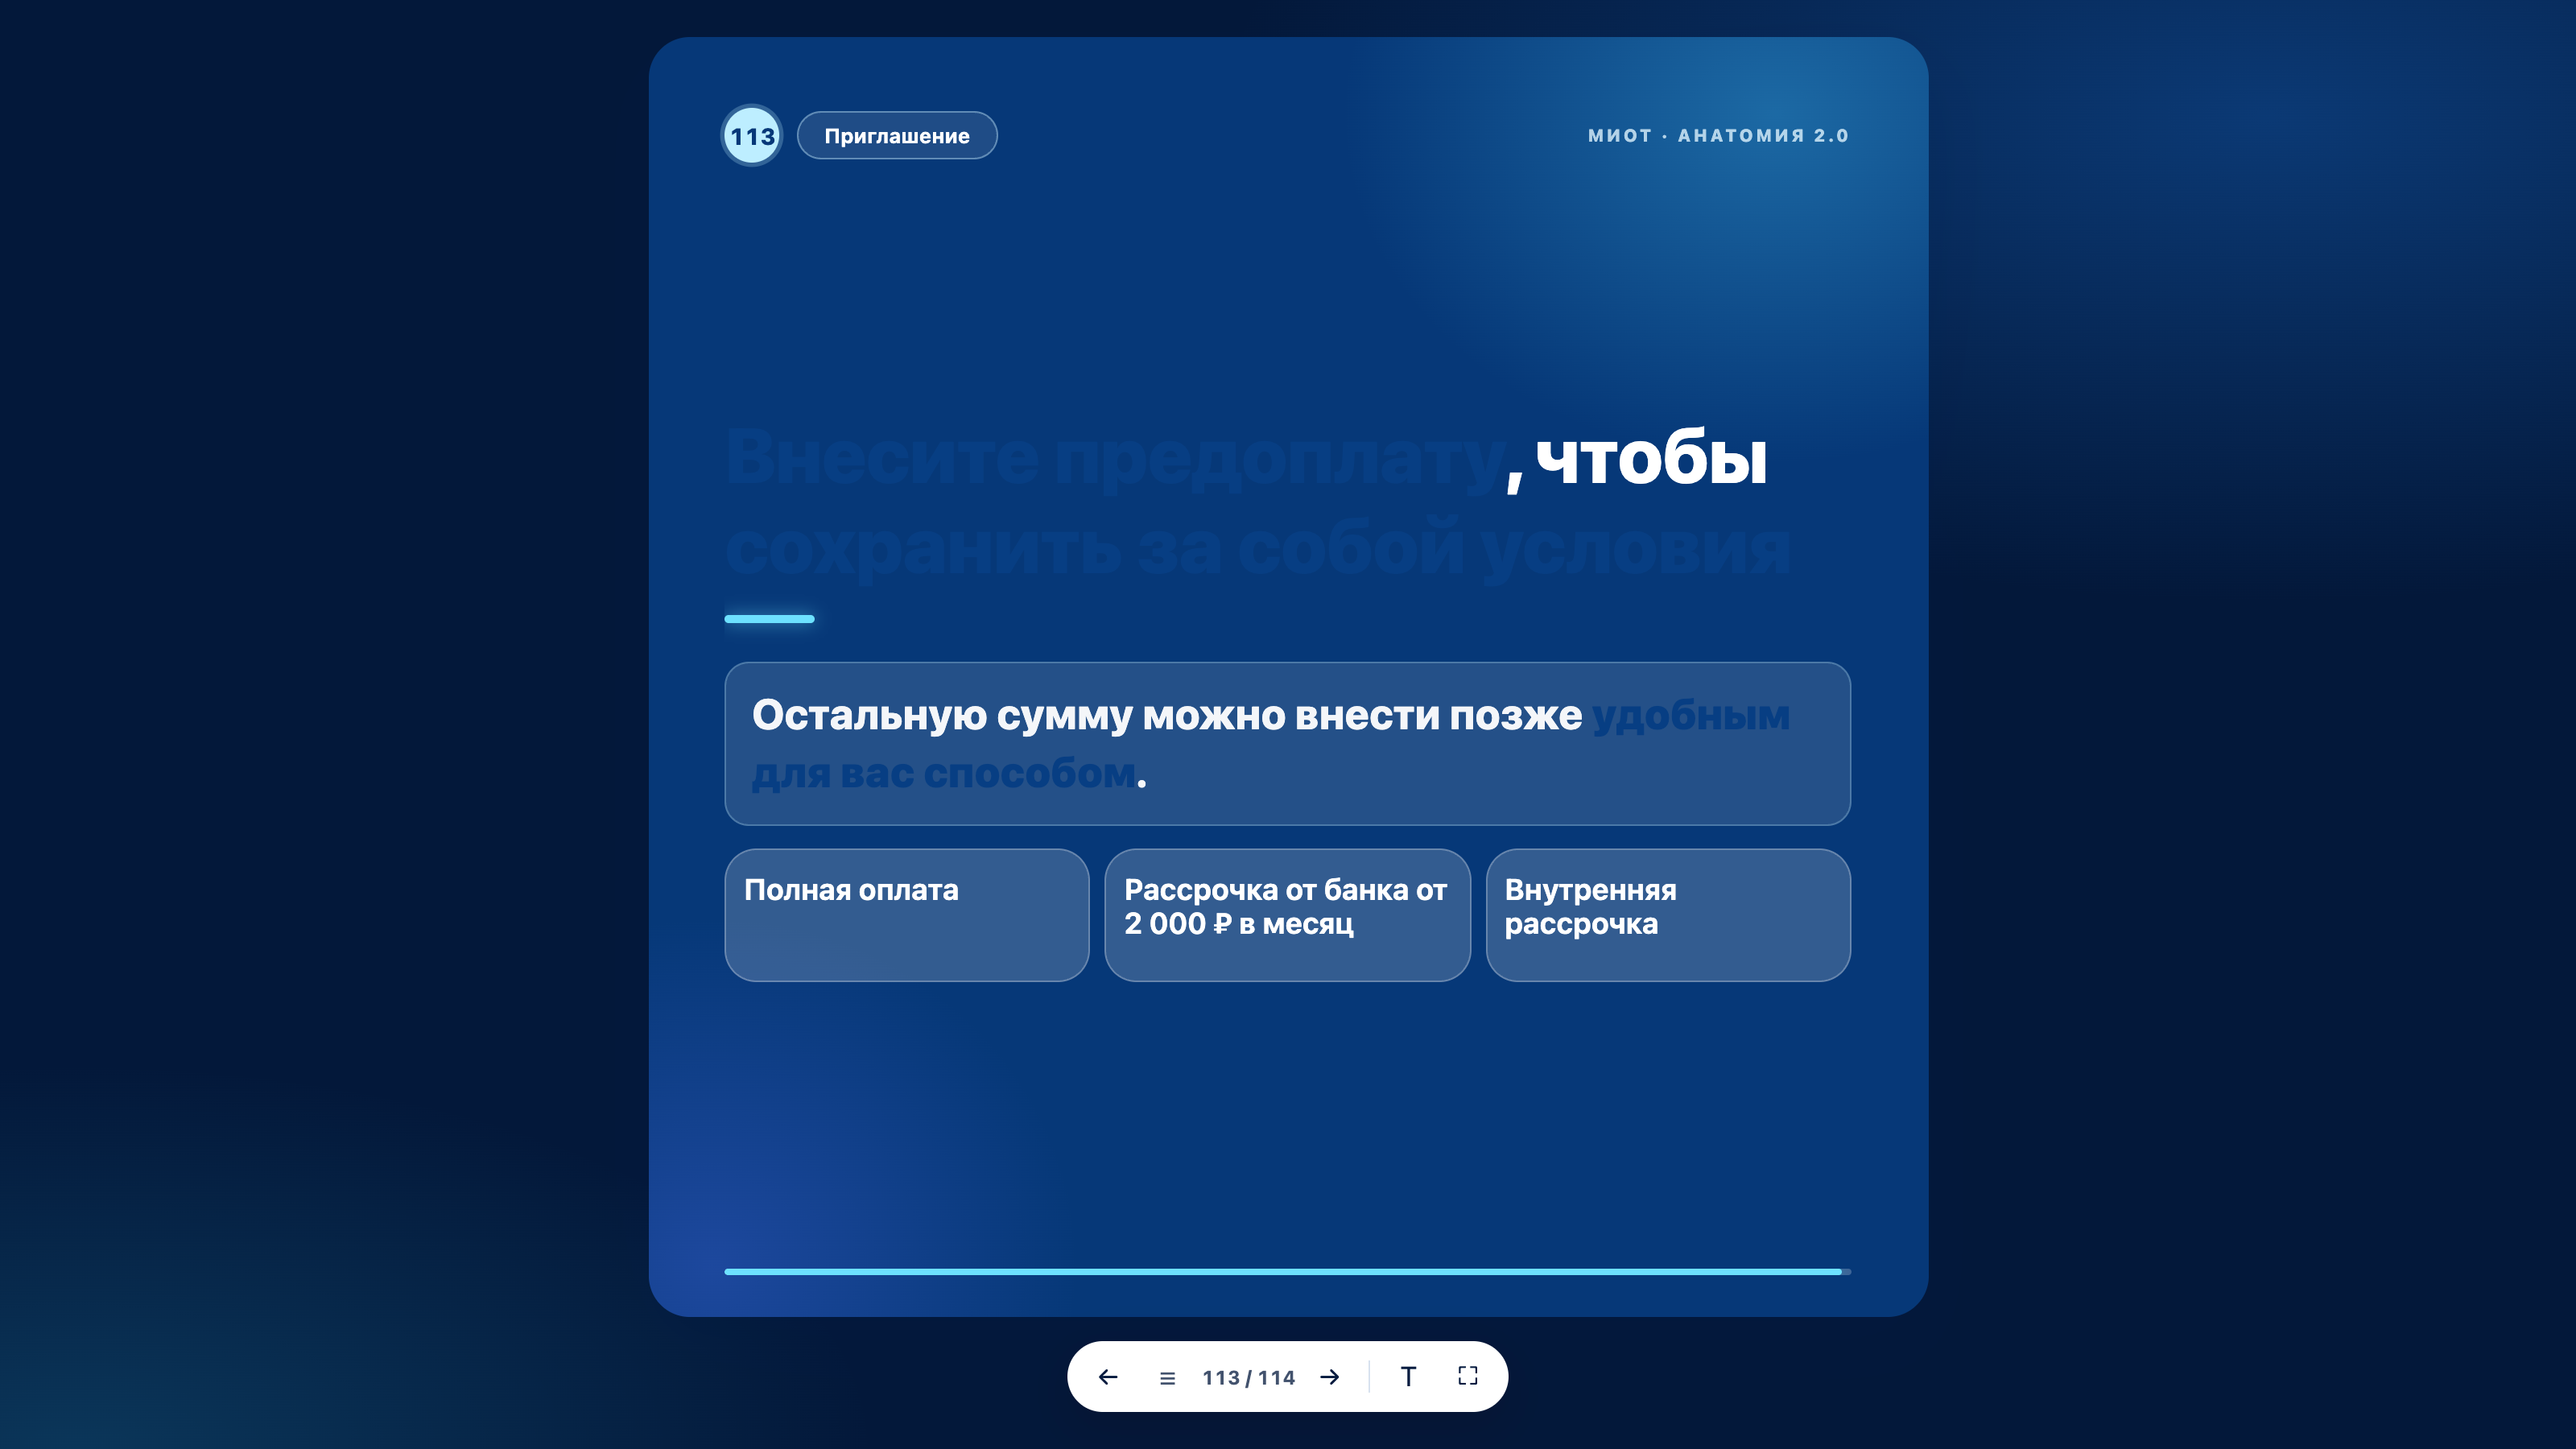 113 Приглашение МИОТ · АНАТОМИЯ 2.0
Внесите предоплату, чтобы
сохранить за собой условия
Остальную сумму можно внести позже удобным
для вас способом.
Полная оплата
Рассрочка от банка от
2 000 ₽ в месяц
Внутренняя
рассрочка
113 / 114 T